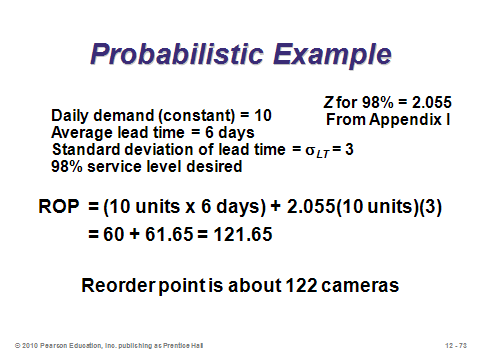 Probabilistic Example
Z for 98% = 2.055
From Appendix I
Daily demand (constant) = 10
Average lead time = 6 days
Standard deviation of lead time = σLT = 3
98% service level desired
ROP = (10 units x 6 days) + 2.055(10 units)(3)
= 60 + 61.65 = 121.65
Reorder point is about 122 cameras
© 2010 Pearson Education, Inc. publishing as Prentice Hall
12 - 73